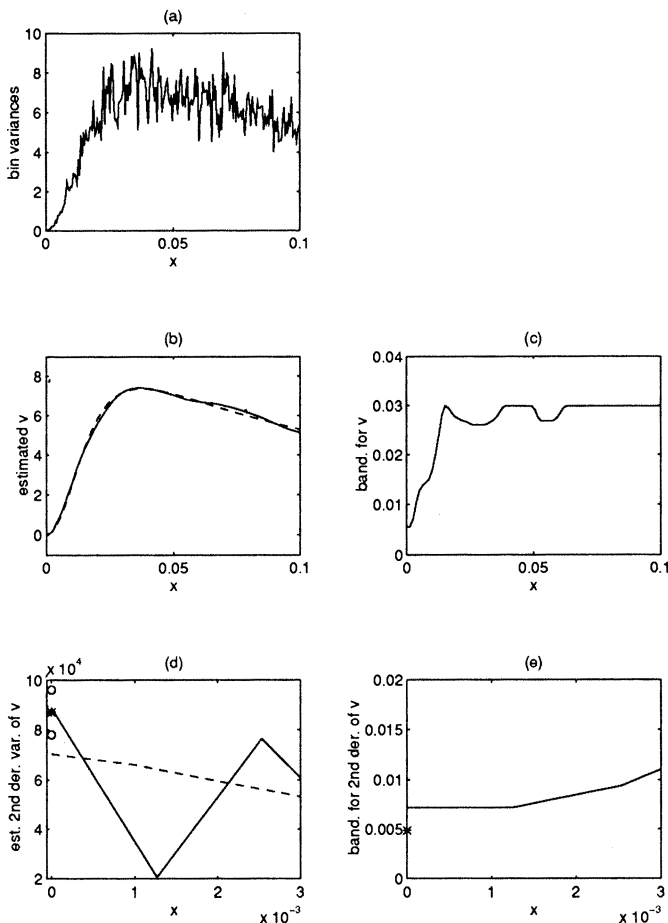 (a)
bin variances
10
8
6
4
2
0
0 0.05 0.1
x
(b)
estimated v
8
6
4
2
0
0 0.05 0.1
x
(c)
band. for v
0.04
0.03
0.02
0.01
0
0 0.05 0.1
x
(d)
x 10^4
est. 2nd der. var. of v
10
8
6
4
2
0 1 2 3
x
x 10^-3
(e)
band. for 2nd der. of v
0.02
0.015
0.01
0.005
0
0 1 2 3
x
x 10^-3